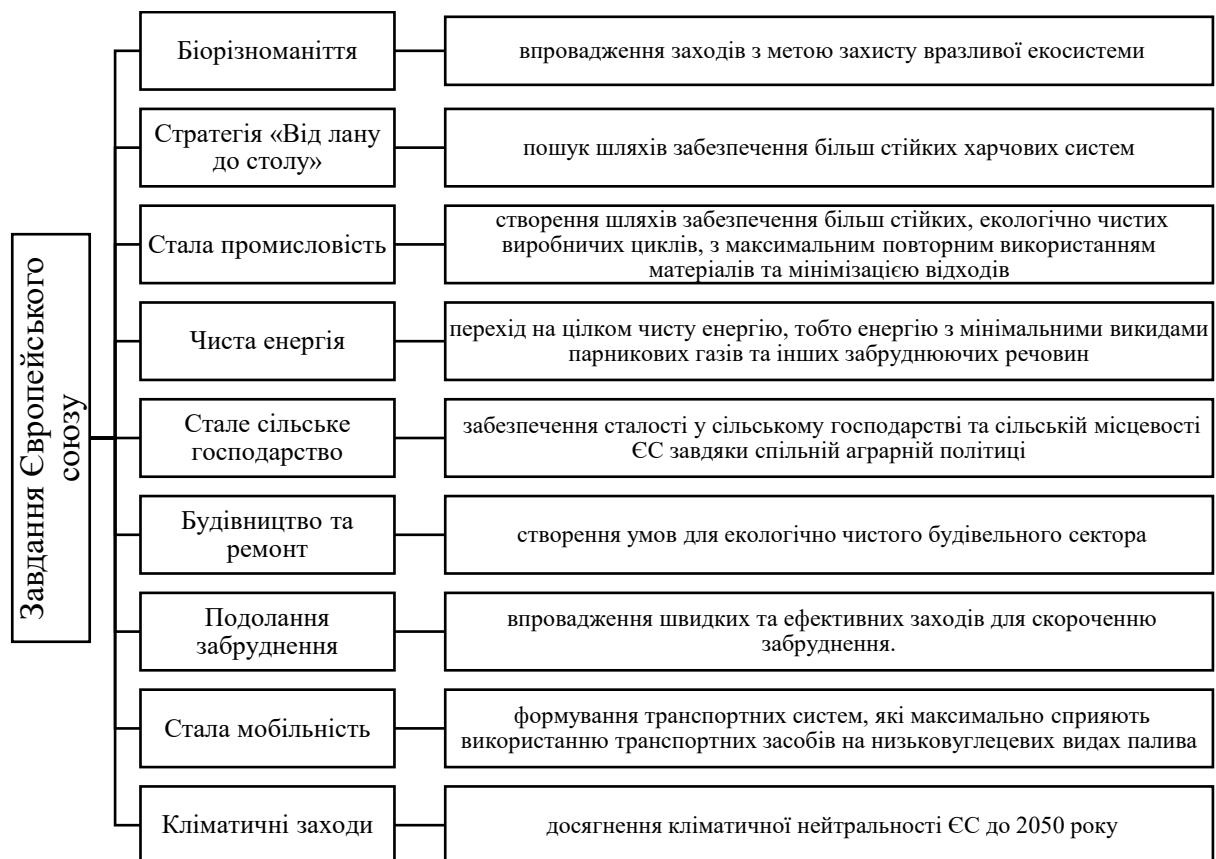 Завдання Європейського
союзу
Біорізноманіття
впровадження заходів з метою захисту вразливої екосистеми
Стратегія «Від лану
до столу»
пошук шляхів забезпечення більш стійких харчових систем
Стала промисловість
створення шляхів забезпечення більш стійких, екологічно чистих
виробничих циклів, з максимальним повторним використанням
матеріалів та мінімізацією відходів
Чиста енергія
перехід на цілком чисту енергію, тобто енергію з мінімальними викидами
парникових газів та інших забруднюючих речовин
Стале сільське
господарство
забезпечення сталості у сільському господарстві та сільській місцевості
ЄС завдяки спільній аграрній політиці
Будівництво та
ремонт
створення умов для екологічно чистого будівельного сектора
Подолання
забруднення
впровадження швидких та ефективних заходів для скороченню
забруднення.
Стала мобільність
формування транспортних систем, які максимально сприяють
використанню транспортних засобів на низьковуглецевих видах палива
Кліматичні заходи
досягнення кліматичної нейтральності ЄС до 2050 року